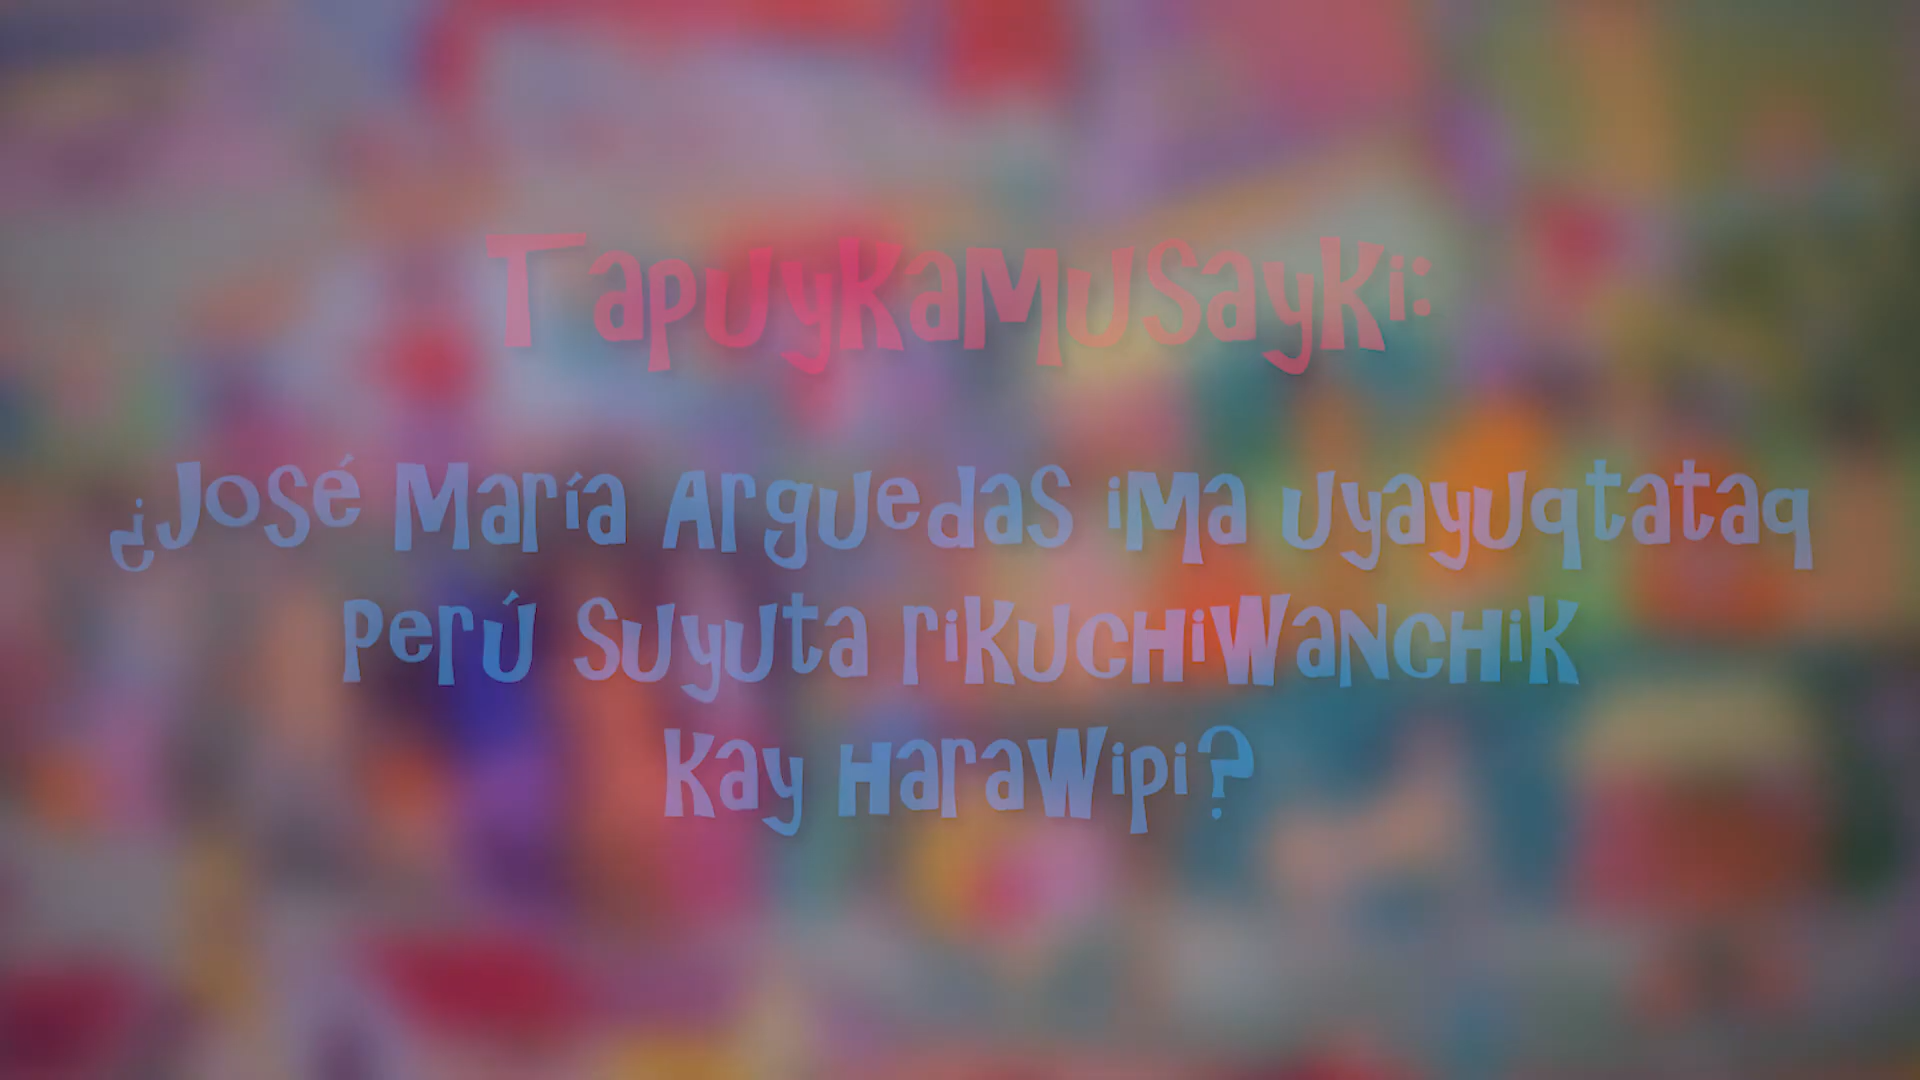 Tapuykamusayki:
¿José María Arguedas ima uyayuqtataq
Perú suyuta rikuchiwanchik
kay harawipi?